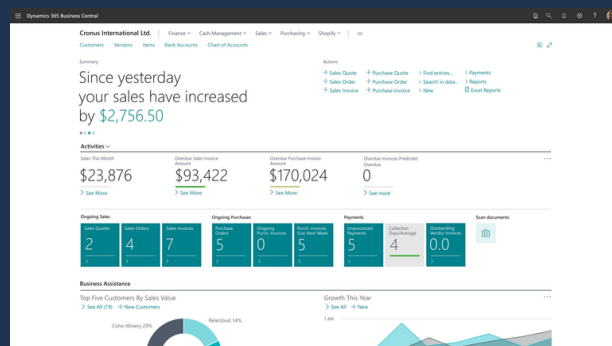 Dynamics 365 Business Central
Cronus International Ltd. Finance Cash Management Sales Purchasing Shopify
Customers Vendors Items Bank Accounts Chart of Accounts
Summary
Since yesterday
your sales have increased
by $2,756.50
Actions
+ Sales Quote + Purchase Quote > Find entries... > Payments
+ Sales Order + Purchase Order > Search in data... > Reports
+ Sales Invoice + Purchase Invoice > New Excel Reports
Activities
Sales This Month
$23,876
> See More
Overdue Sales Invoice
Amount
$93,422
> See More
Overdue Purchase Invoice
Amount
$170,024
> See More
Overdue Invoices Predicted
Overdue
0
> See more
Ongoing Sales
Sales Quotes
2
Sales Orders
4
Sales Invoices
7
Ongoing Purchases
Purchase
Orders
5
Ongoing
Purch. Invoices
0
Purch. Invoices
Due Next Week
5
Payments
Unprocessed
Payments
5
Collection
Days/Average
4
Outstanding
Vendor Invoices
0.0
Scan documents
Business Assistance
Top Five Customers By Sales Value
> See All (19) + New Customers
Relecloud 14%
Coho Winery 29%
Growth This Year
> See All + New
1.4M